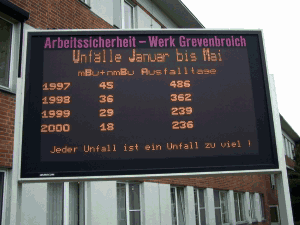 Arbeitssicherheit – Werk Grevenbroich
Unfälle Januar bis Mai
mBu+nmBu Ausfalltage
1997 45 486
1998 36 362
1999 29 239
2000 18 236
Jeder Unfall ist ein Unfall zu viel !